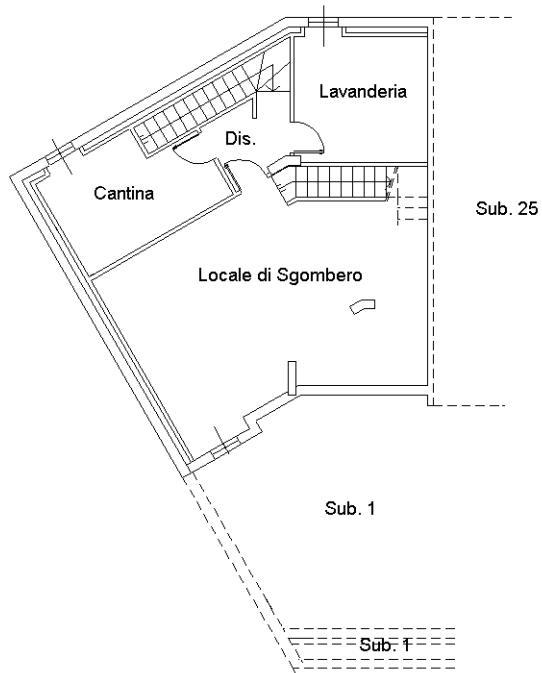 Lavanderia
Dis.
Cantina
Sub. 25
Locale di Sgombero
Sub. 1
Sub. 1